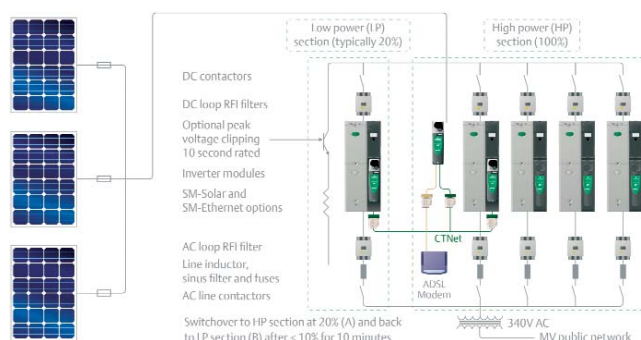 Low power (LP)
section (typically 20%)
High power (HP)
section (100%)
DC contactors
DC loop RFI filters
Optional peak
voltage clipping
10 second rated
Inverter modules
SM-Solar and
SM-Ethernet options
CTNet
AC loop RFI filter
Line inductor,
sinus filter and fuses
AC line contactors
ADSL
Modem
Switchover to HP section at 20% (A) and back
to LP section (B) after < 10% for 10 minutes
340V AC
MV public network